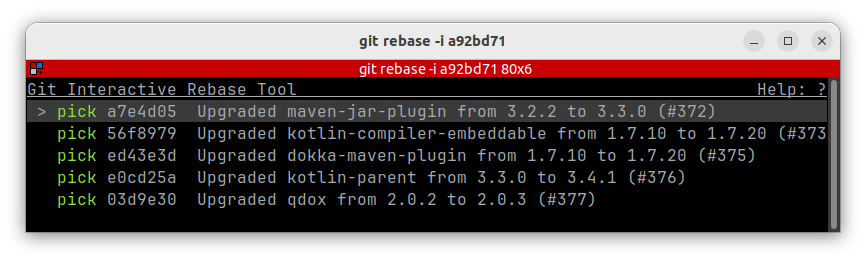 git rebase -i a92bd71
git rebase -i a92bd71 80x6
Git Interactive Rebase Tool Help: ?
> pick a7e4d05 Upgraded maven-jar-plugin from 3.2.2 to 3.3.0 (#372)
pick 56f8979 Upgraded kotlin-compiler-embeddable from 1.7.10 to 1.7.20 (#373
pick ed43e3d Upgraded dokka-maven-plugin from 1.7.10 to 1.7.20 (#375)
pick e0cd25a Upgraded kotlin-parent from 3.3.0 to 3.4.1 (#376)
pick 03d9e30 Upgraded qdox from 2.0.2 to 2.0.3 (#377)